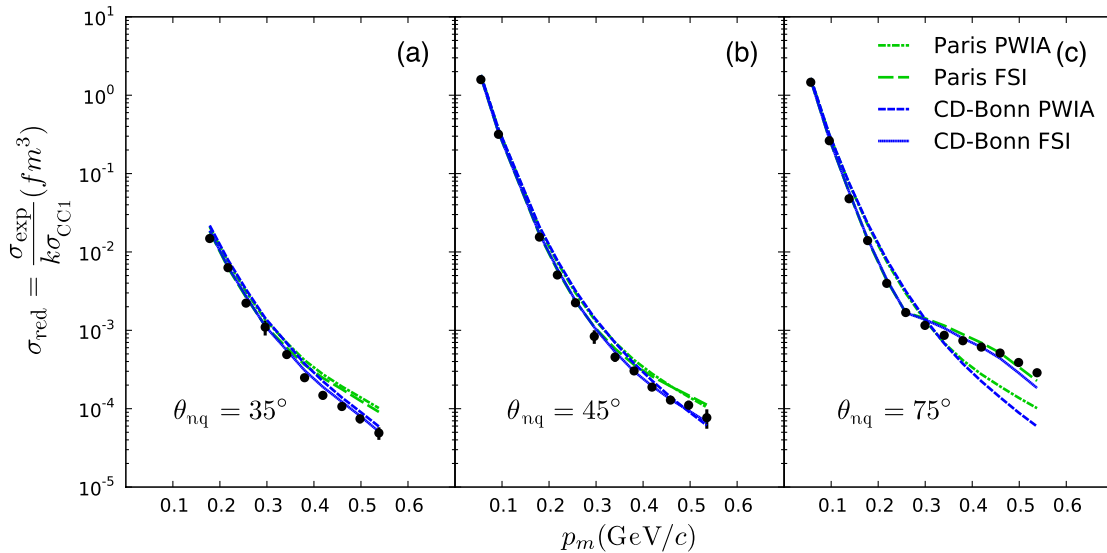 10^1
10^0
10^-1
10^-2
10^-3
10^-4
10^-5
σ_red = σ_exp / kσ_CC1 (fm^3)
(a)
θ_nq = 35°
0.1 0.2 0.3 0.4 0.5 0.6
(b)
θ_nq = 45°
0.1 0.2 0.3 0.4 0.5 0.6
(c)
Paris PWIA
Paris FSI
CD-Bonn PWIA
CD-Bonn FSI
θ_nq = 75°
0.1 0.2 0.3 0.4 0.5 0.6
p_m(GeV/c)